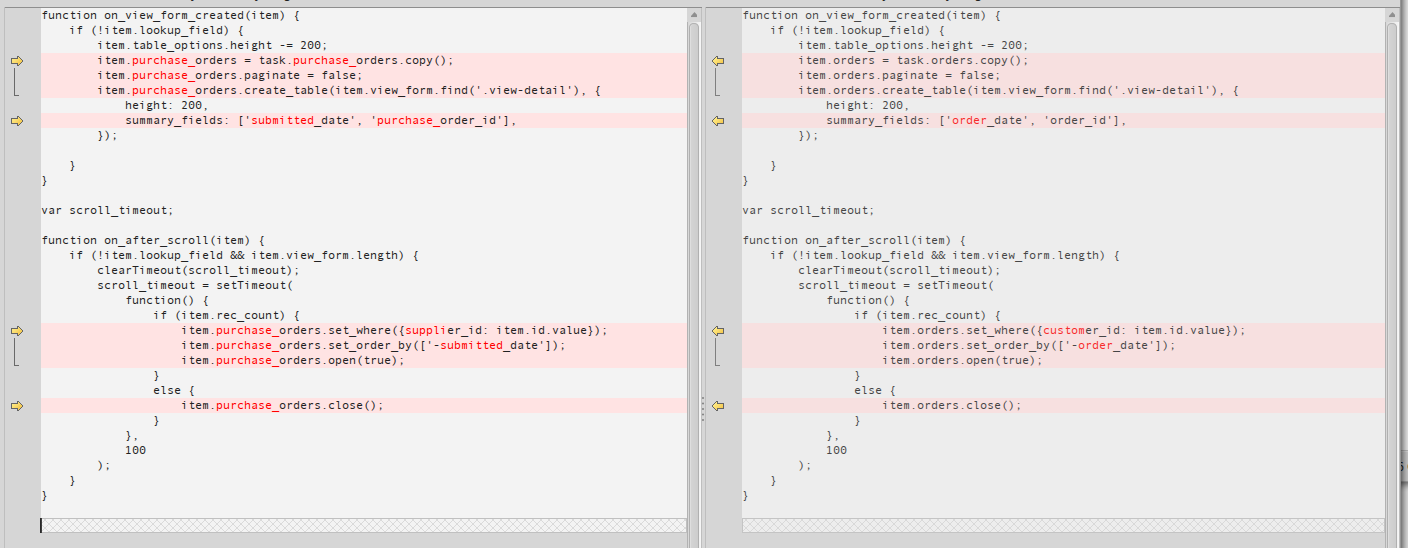 function on_view_form_created(item) {
    if (!item.lookup_field) {
        item.table_options.height -= 200;
        item.purchase_orders = task.purchase_orders.copy();
        item.purchase_orders.paginate = false;
        item.purchase_orders.create_table(item.view_form.find('.view-detail'), {
            height: 200,
            summary_fields: ['submitted_date', 'purchase_order_id'],
        });
    }
}
var scroll_timeout;
function on_after_scroll(item) {
    if (!item.lookup_field && item.view_form.length) {
        clearTimeout(scroll_timeout);
        scroll_timeout = setTimeout(
            function() {
                if (item.rec_count) {
                    item.purchase_orders.set_where({supplier_id: item.id.value});
                    item.purchase_orders.set_order_by(['-submitted_date']);
                    item.purchase_orders.open(true);
                }
                else {
                    item.purchase_orders.close();
                }
            },
            100
        );
    }
}
function on_view_form_created(item) {
    if (!item.lookup_field) {
        item.table_options.height -= 200;
        item.orders = task.orders.copy();
        item.orders.paginate = false;
        item.orders.create_table(item.view_form.find('.view-detail'), {
            height: 200,
            summary_fields: ['order_date', 'order_id'],
        });
    }
}
var scroll_timeout;
function on_after_scroll(item) {
    if (!item.lookup_field && item.view_form.length) {
        clearTimeout(scroll_timeout);
        scroll_timeout = setTimeout(
            function() {
                if (item.rec_count) {
                    item.orders.set_where({customer_id: item.id.value});
                    item.orders.set_order_by(['-order_date']);
                    item.orders.open(true);
                }
                else {
                    item.orders.close();
                }
            },
            100
        );
    }
}